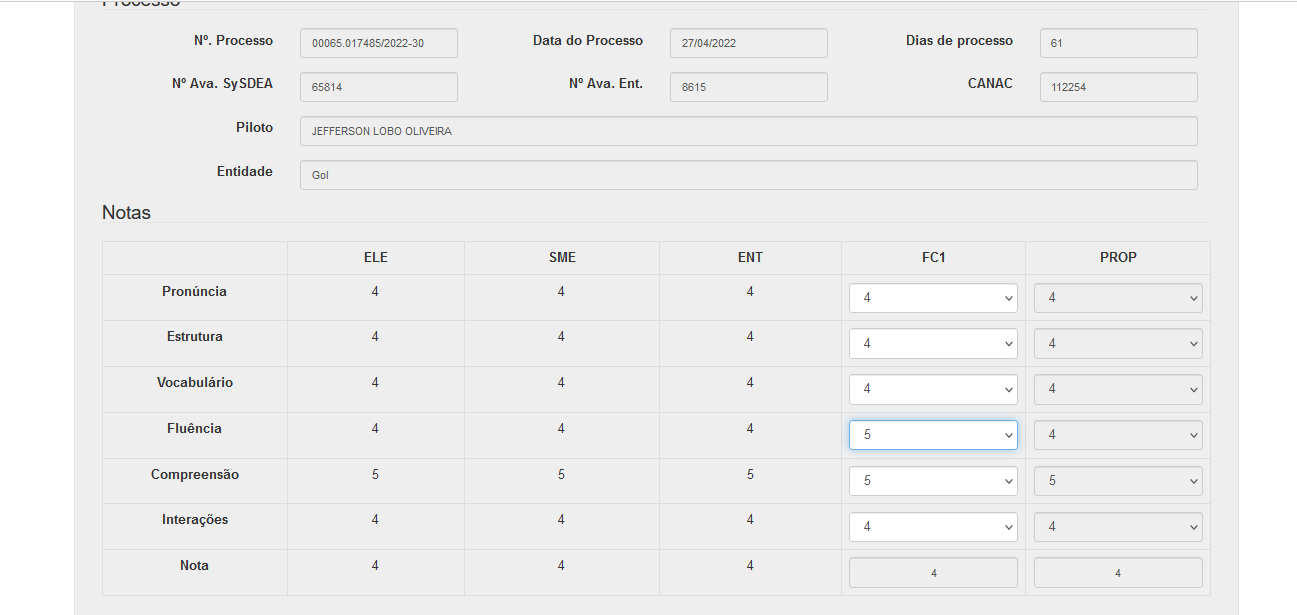 Processo
Nº. Processo 00065.017485/2022-30 Data do Processo 27/04/2022 Dias de processo 61
Nº Ava. SySDEA 65814 Nº Ava. Ent. 8615 CANAC 112254
Piloto JEFFERSON LOBO OLIVEIRA
Entidade Gol
Notas
ELE SME ENT FC1 PROP
Pronúncia 4 4 4 4 4
Estrutura 4 4 4 4 4
Vocabulário 4 4 4 4 4
Fluência 4 4 4 5 4
Compreensão 5 5 5 5 5
Interações 4 4 4 4 4
Nota 4 4 4 4 4